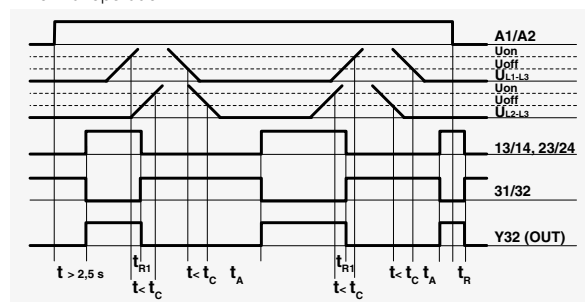 A1/A2
Uon
Uoff
UL1-L3
Uon
Uoff
UL2-L3
13/14, 23/24
31/32
Y32 (OUT)
t > 2,5 s
tR1
t< tC
t< tC
tA
tR1
t< tC
t< tC
tA
tR